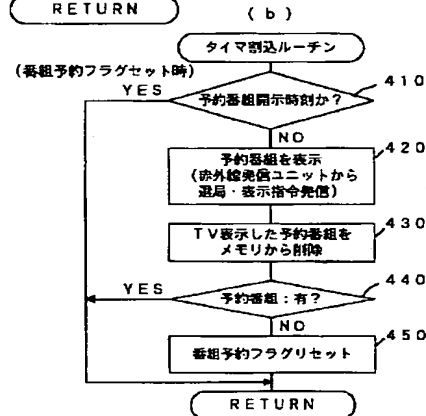 RETURN
(b)
タイマ割込ルーチン
(番組予約フラグセット時)
YES
予約番組開示時刻か?
410
NO
予約番組を表示
(赤外線発信ユニットから
選局・表示指令発信)
420
TV表示した予約番組を
メモリから削除
430
YES
予約番組:有?
440
NO
番組予約フラグリセット
450
RETURN